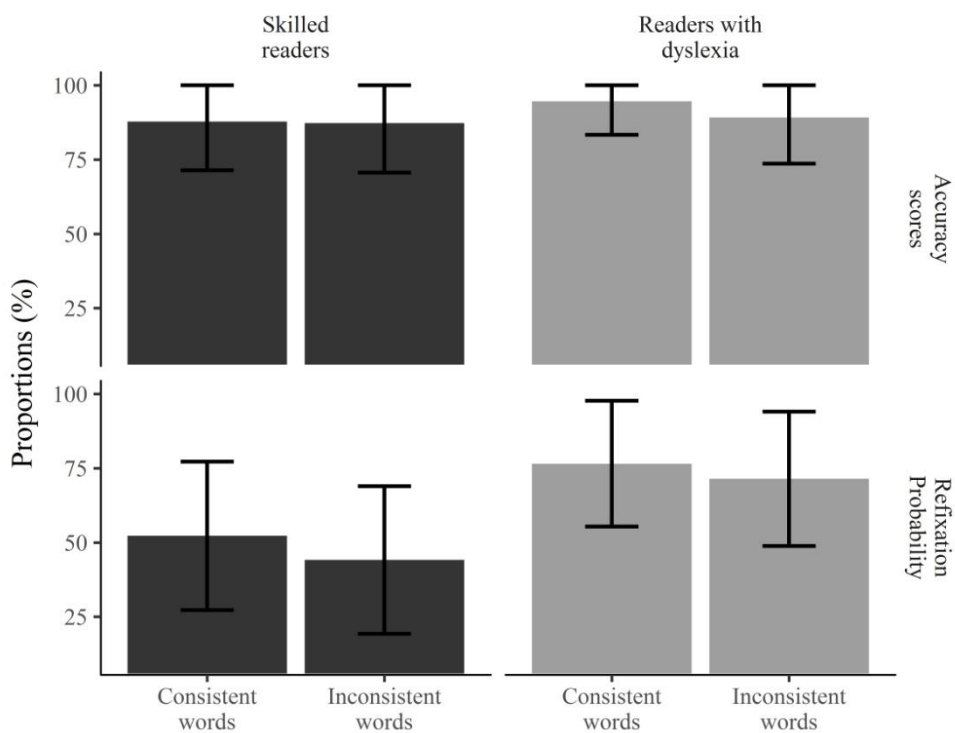 Skilled
readers
Readers with
dyslexia
Proportions (%)
100
75
50
25
Accuracy
scores
100
75
50
25
Refixation
Probability
Consistent
words
Inconsistent
words
Consistent
words
Inconsistent
words